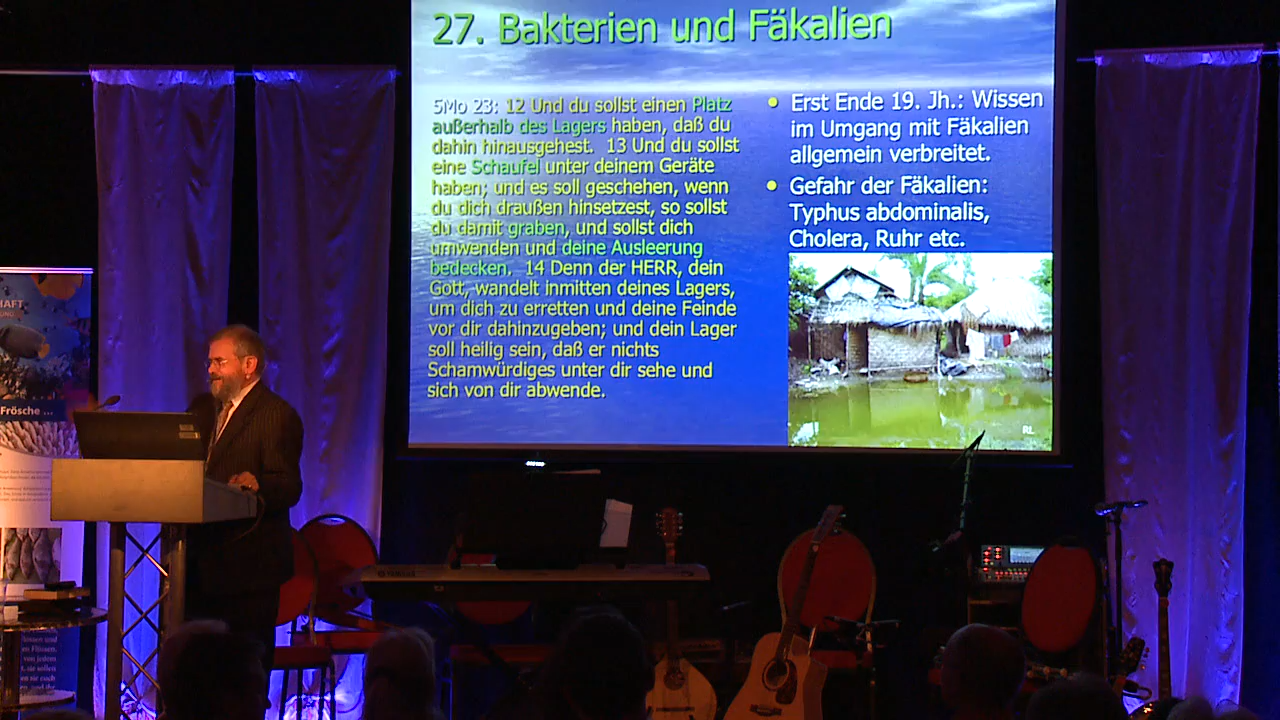 27. Bakterien und Fäkalien
5Mo 23: 12 Und du sollst einen Platz
außerhalb des Lagers haben, daß du
dahin hinausgehest. 13 Und du sollst
eine Schaufel unter deinem Geräte
haben; und es soll geschehen, wenn
du dich draußen hinsetzest, so sollst
du damit graben, und sollst dich
umwenden und deine Ausleerung
bedecken. 14 Denn der HERR, dein
Gott, wandelt inmitten deines Lagers,
um dich zu erretten und deine Feinde
vor dir dahinzugeben; und dein Lager
soll heilig sein, daß er nichts
Schamwürdiges unter dir sehe und
sich von dir abwende.
• Erst Ende 19. Jh.: Wissen
im Umgang mit Fäkalien
allgemein verbreitet.
• Gefahr der Fäkalien:
Typhus abdominalis,
Cholera, Ruhr etc.
RL
HAFT
Frösche ...